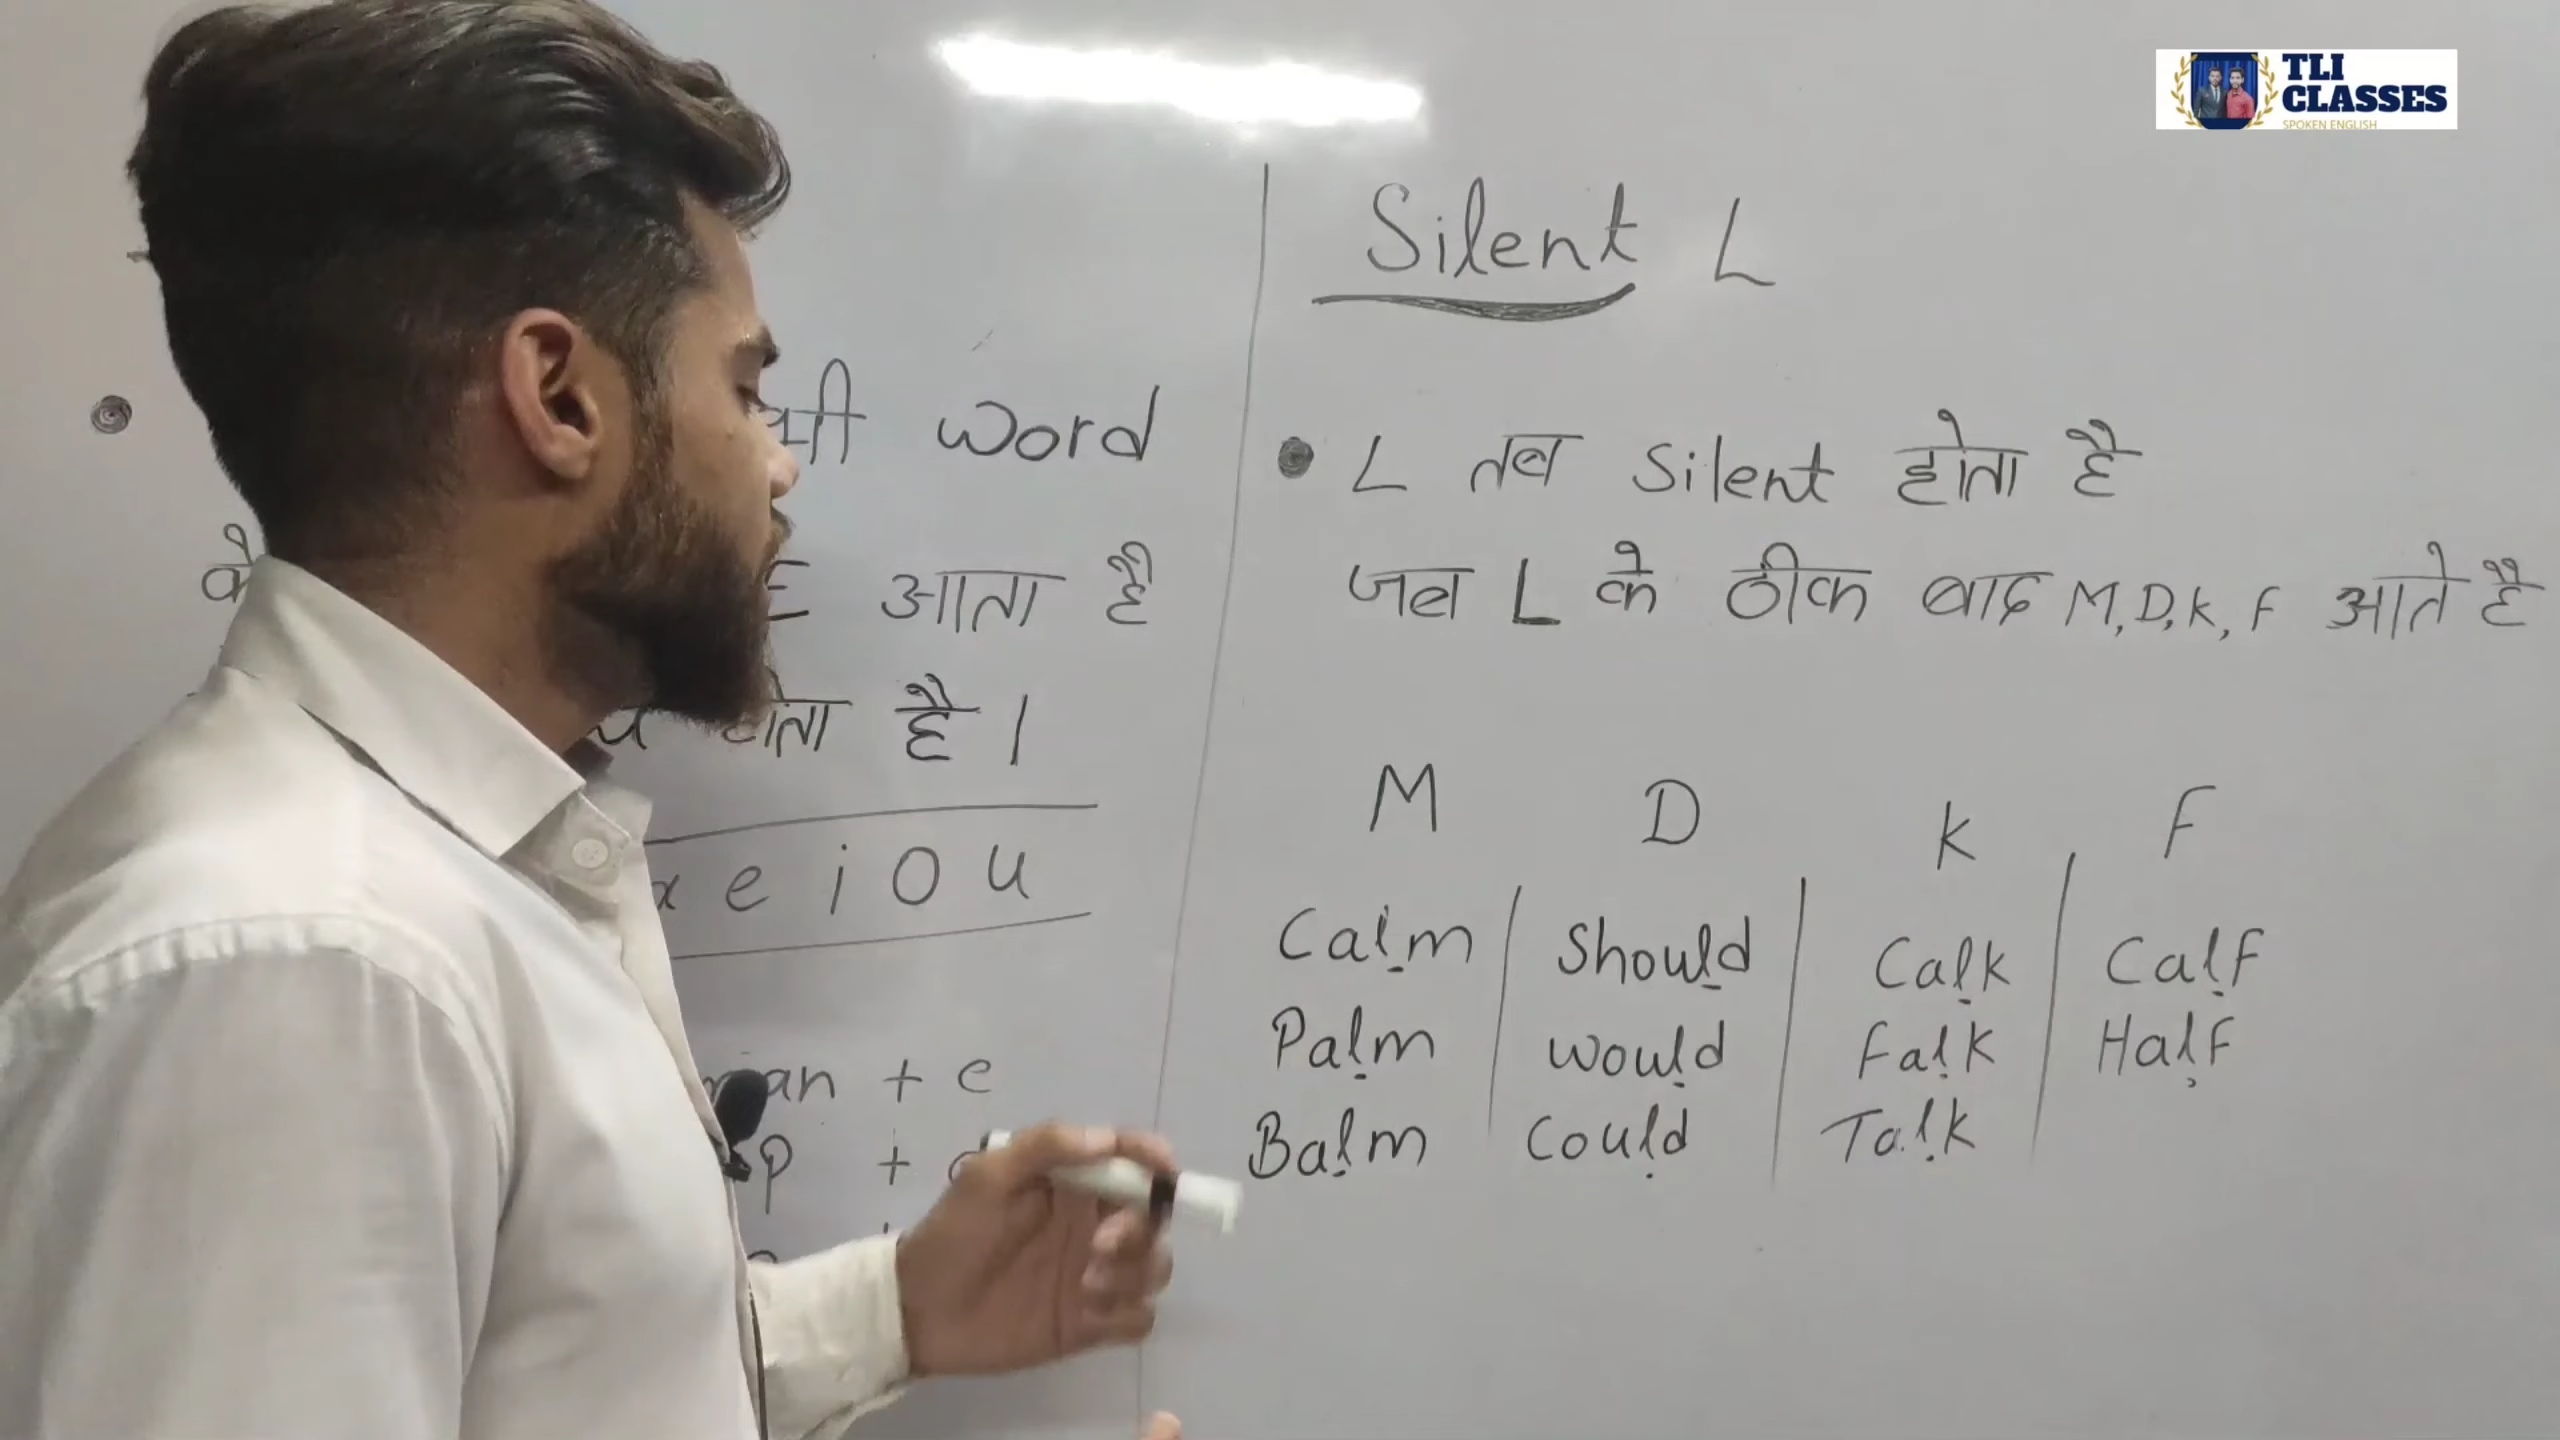 TLI
CLASSES
SPOKEN ENGLISH
word
के E आता है
है।
e i o u
an + e
p +
Silent L
• L तब Silent होता है
जब L के ठीक बाद M, D, K, F आते है
M D K F
Calm Should Calk Calf
Palm would Falk Half
Balm Could Talk